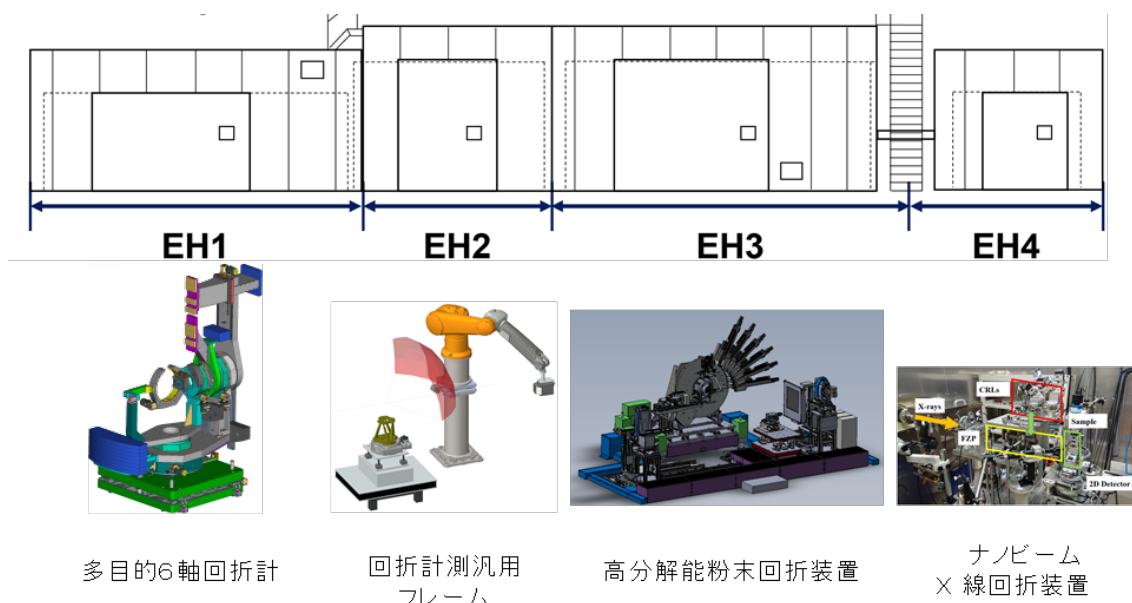 EH1
EH2
EH3
EH4
CRLs
X-rays
Sample
FZP
2D Detector
多目的6軸回折計
回折計測汎用
フレーム
高分解能粉末回折装置
ナノビーム
X 線回折装置